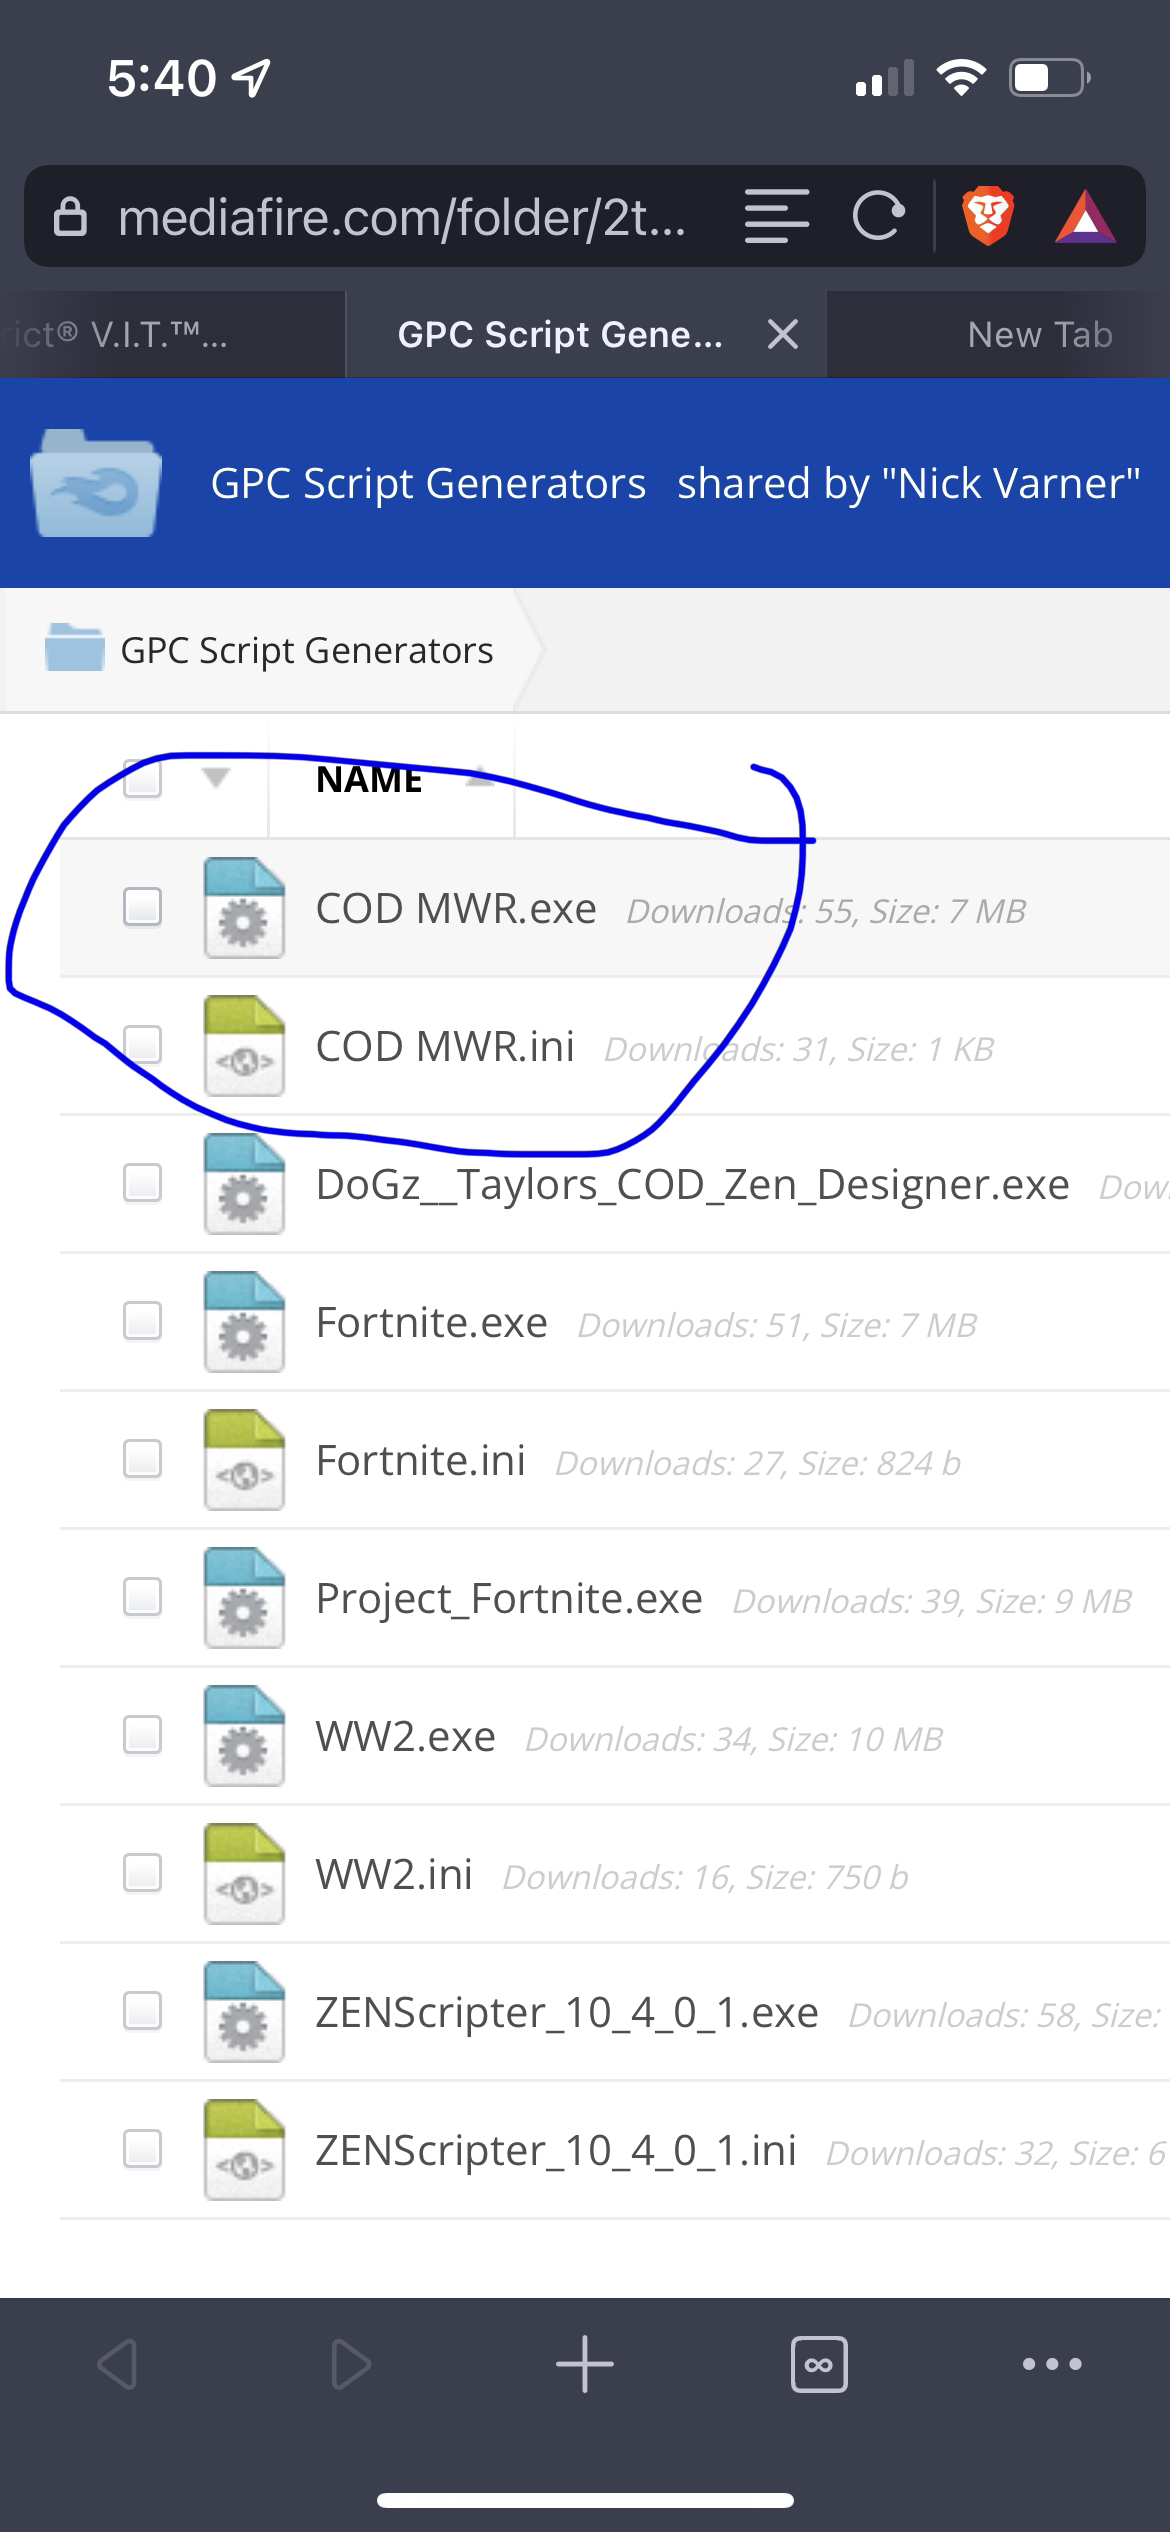 5:40
mediafire.com/folder/2t...
rict® V.I.T.™... GPC Script Gene... New Tab
GPC Script Generators shared by "Nick Varner"
GPC Script Generators
NAME
COD MWR.exe Downloads: 55, Size: 7 MB
COD MWR.ini Downloads: 31, Size: 1 KB
DoGz__Taylors_COD_Zen_Designer.exe Dow
Fortnite.exe Downloads: 51, Size: 7 MB
Fortnite.ini Downloads: 27, Size: 824 b
Project_Fortnite.exe Downloads: 39, Size: 9 MB
WW2.exe Downloads: 34, Size: 10 MB
WW2.ini Downloads: 16, Size: 750 b
ZENScripter_10_4_0_1.exe Downloads: 58, Size:
ZENScripter_10_4_0_1.ini Downloads: 32, Size: 6